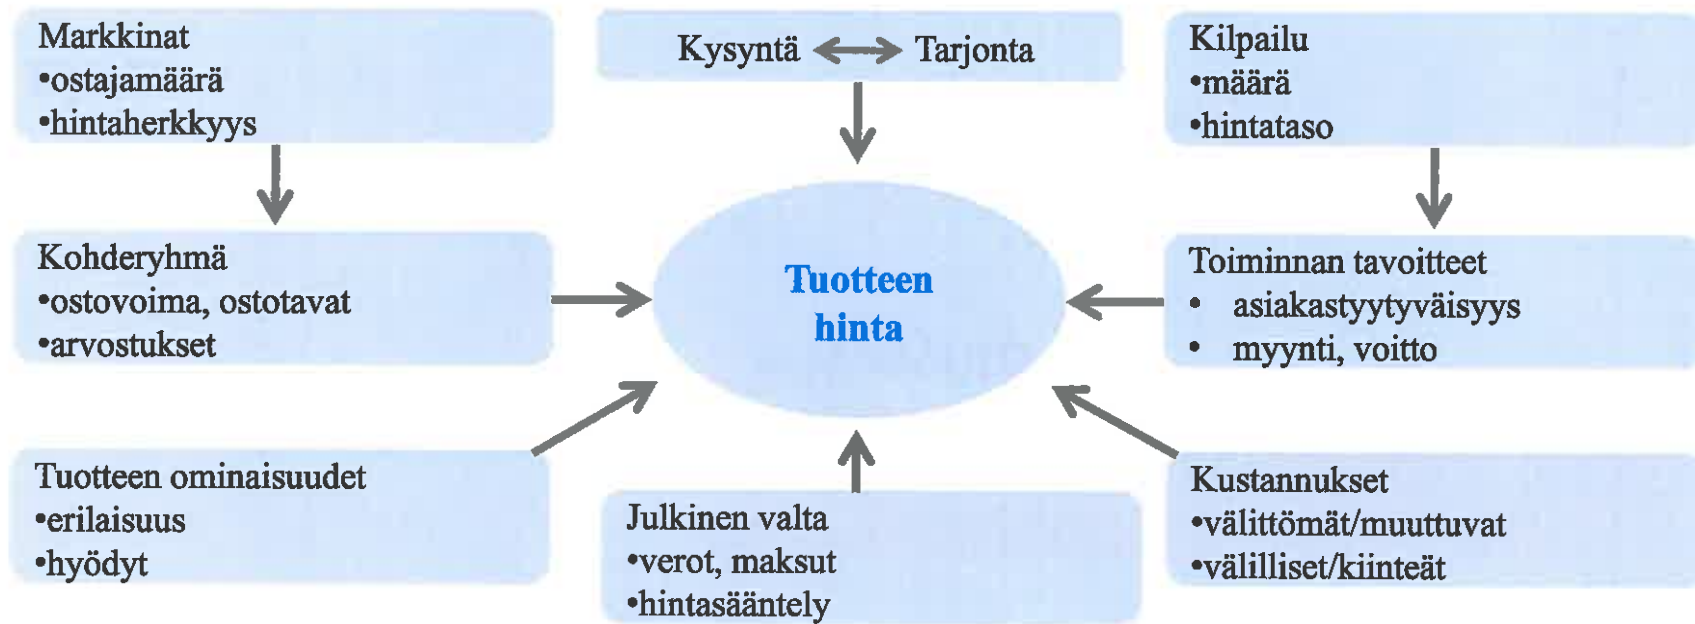 Markkinat
•ostajamäärä
•hintaherkkyys
Kysyntä Tarjonta
Kilpailu
•määrä
•hintataso
Kohderyhmä
•ostovoima, ostotavat
•arvostukset
Tuotteen
hinta
Toiminnan tavoitteet
• asiakastyytyväisyys
• myynti, voitto
Tuotteen ominaisuudet
•erilaisuus
•hyödyt
Julkinen valta
•verot, maksut
•hintasääntely
Kustannukset
•välittömät/muuttuvat
•välilliset/kiinteät